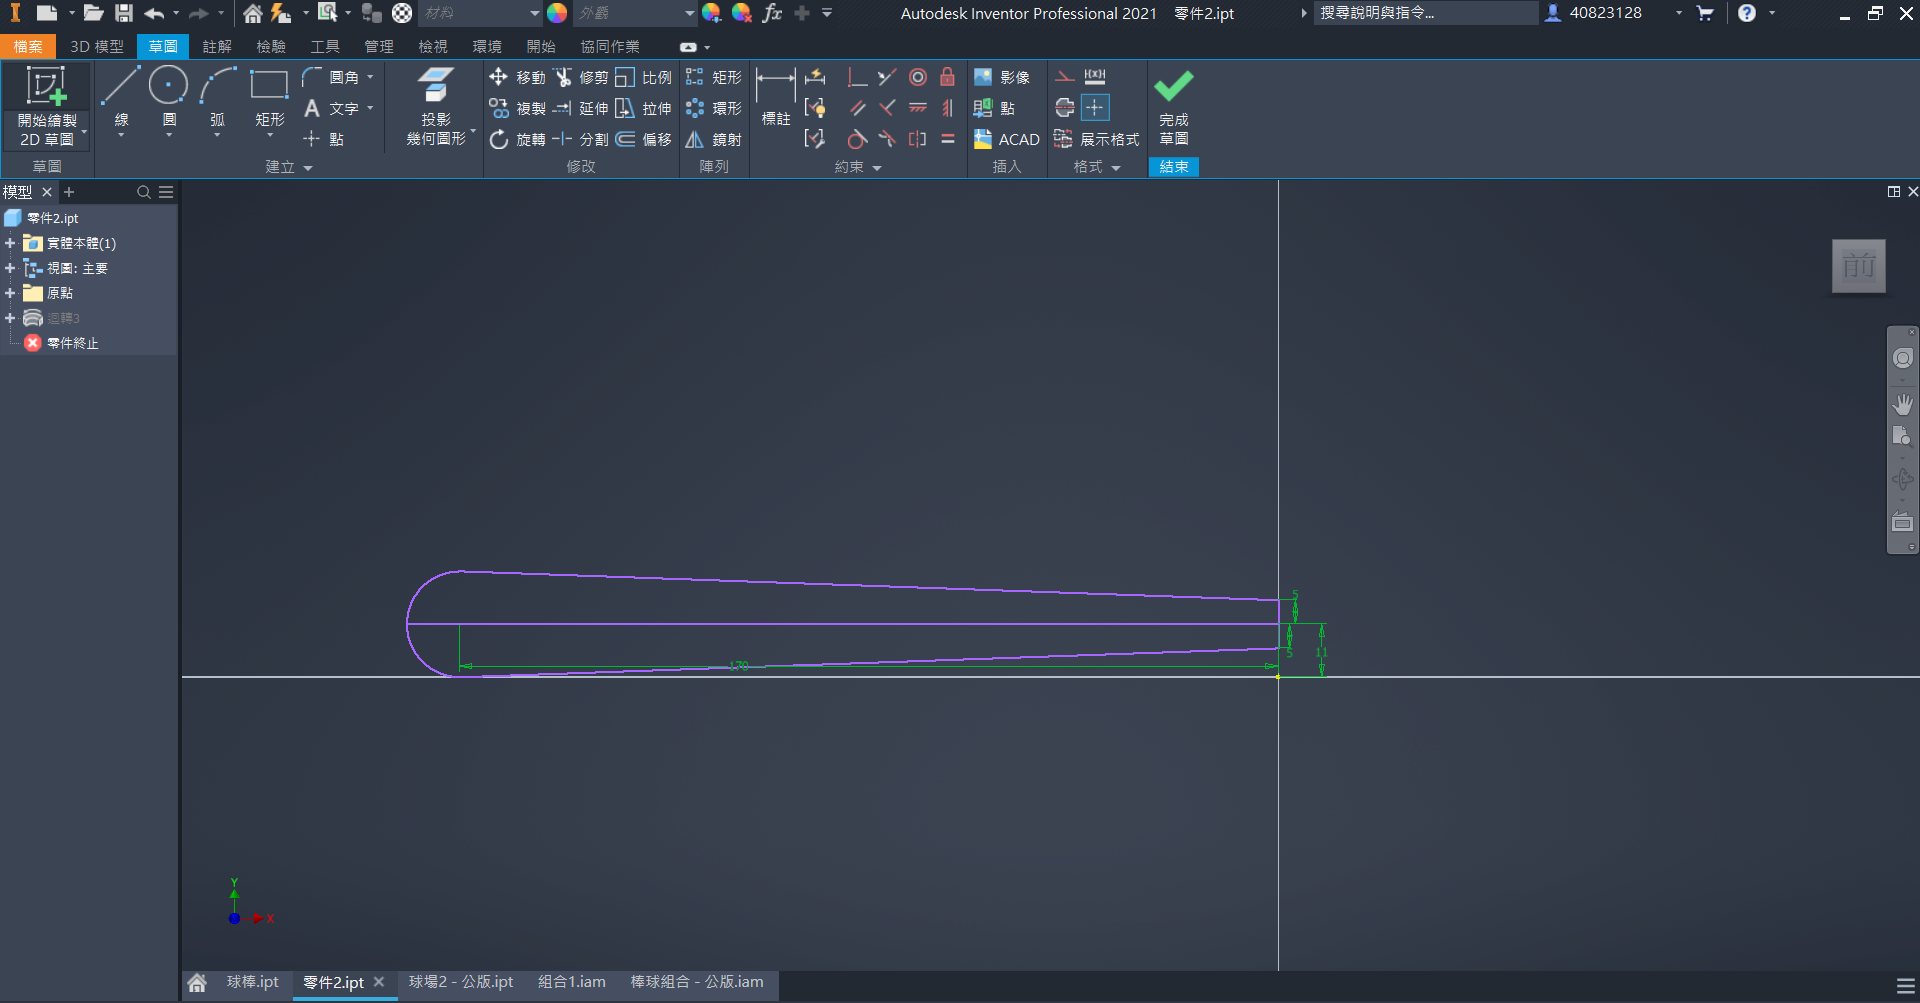 材料
外觀
fx
Autodesk Inventor Professional 2021 零件2.ipt
搜尋說明與指令...
40823128
檔案 3D 模型 草圖 註解 檢驗 工具 管理 檢視 環境 開始 協同作業
開始繪製
2D 草圖
線
圓
弧
矩形
圓角
A 文字
點
投影
幾何圖形
移動 修剪 比例
複製 延伸 拉伸
旋轉 分割 偏移
矩形
環形
鏡射
標註
影像
點
ACAD
展示格式
完成
草圖
草圖 建立 修改 陣列 約束 插入 格式 結束
模型
零件2.ipt
實體本體(1)
視圖: 主要
原點
迴轉3
零件終止
前
5
5
11
170
Y
X
球棒.ipt 零件2.ipt 球場2 - 公版.ipt 組合1.iam 棒球組合 - 公版.iam